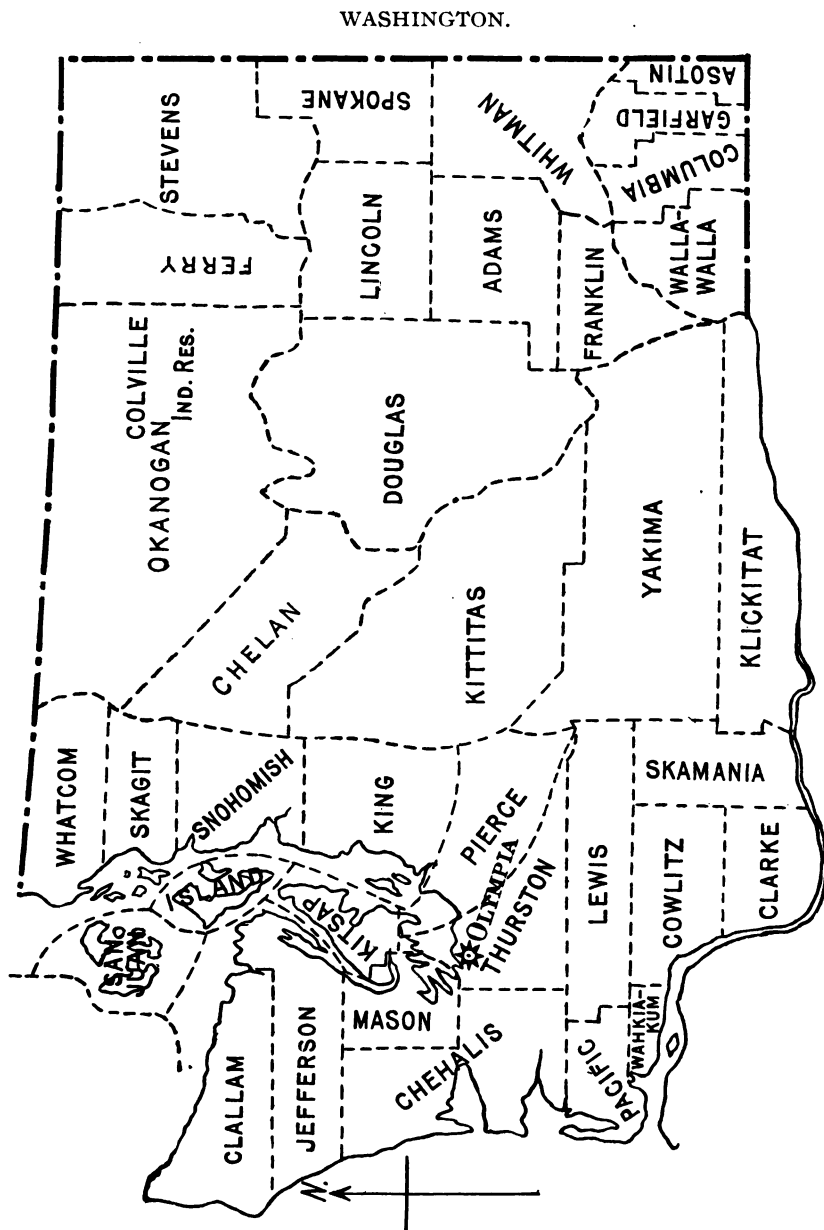 WASHINGTON.
STEVENS
SPOKANE
ASOTIN
GARFIELD
COLUMBIA
WHITMAN
FERRY
LINCOLN
ADAMS
FRANKLIN
WALLA-
WALLA
COLVILLE
IND. RES.
OKANOGAN
DOUGLAS
CHELAN
KITTITAS
YAKIMA
KLICKITAT
WHATCOM
SKAGIT
SNOHOMISH
KING
PIERCE
SKAMANIA
LEWIS
COWLITZ
CLARKE
ISLAND
KITSAP
OLYMPIA
THURSTON
SAN
JUAN
MASON
WAHKIA-
KUM
PACIFIC
CHEHALIS
JEFFERSON
CLALLAM
N.